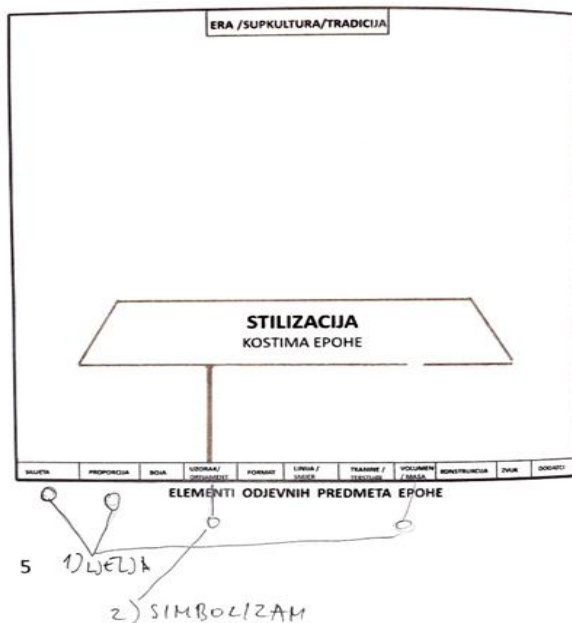 ERA /SUPKULTURA/TRADICIJA
STILIZACIJA
KOSTIMA EPOHE
SILUETA PROPORCIJA BOJA UZORAK/ ORNAMENT FORMAT LINIJA / SMJER TKANINE / TEKSTURE VOLUMEN / MASA KONSTRUKCIJA ZVUK DODATCI
ELEMENTI ODJEVNIH PREDMETA EPOHE
5 1)
2) SIMBOLIZAM